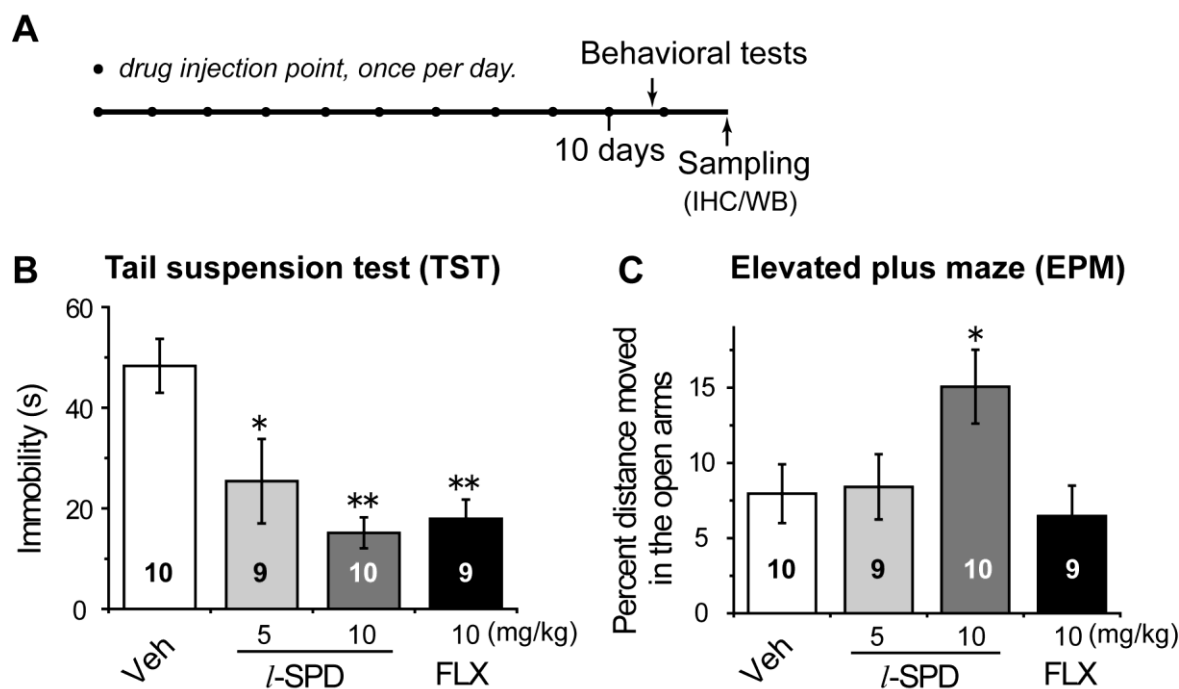 A
• drug injection point, once per day.
Behavioral tests
10 days
Sampling
(IHC/WB)
B
Tail suspension test (TST)
Immobility (s)
60
40
20
0
*
**
**
10
9
10
9
Veh
5
10
10 (mg/kg)
l-SPD
FLX
C
Elevated plus maze (EPM)
Percent distance moved
in the open arms
15
10
5
0
*
10
9
10
9
Veh
5
10
10 (mg/kg)
l-SPD
FLX